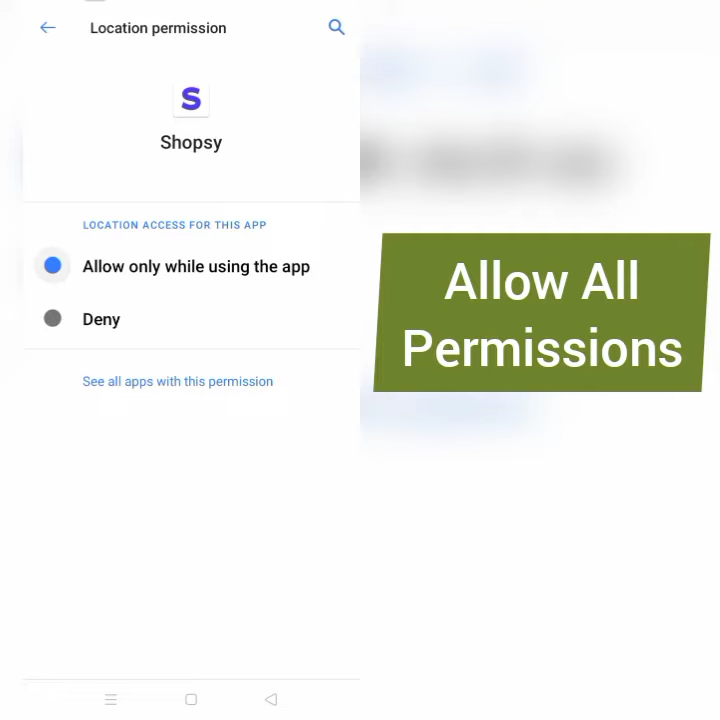 Location permission
S
Shopsy
LOCATION ACCESS FOR THIS APP
Allow only while using the app
Deny
See all apps with this permission
Allow All
Permissions